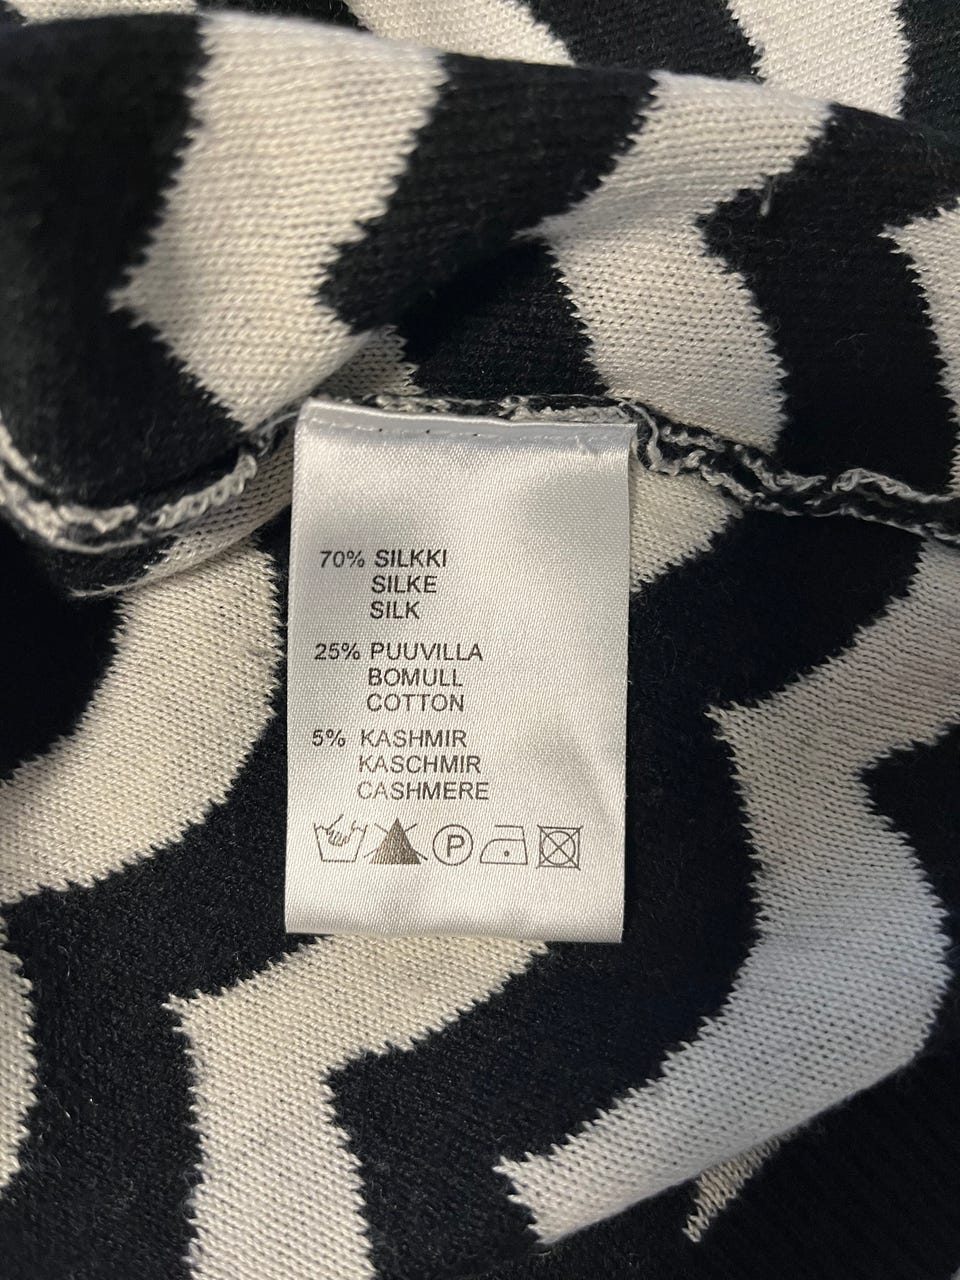 70% SILKKI
SILKE
SILK
25% PUUVILLA
BOMULL
COTTON
5% KASHMIR
KASCHMIR
CASHMERE
P